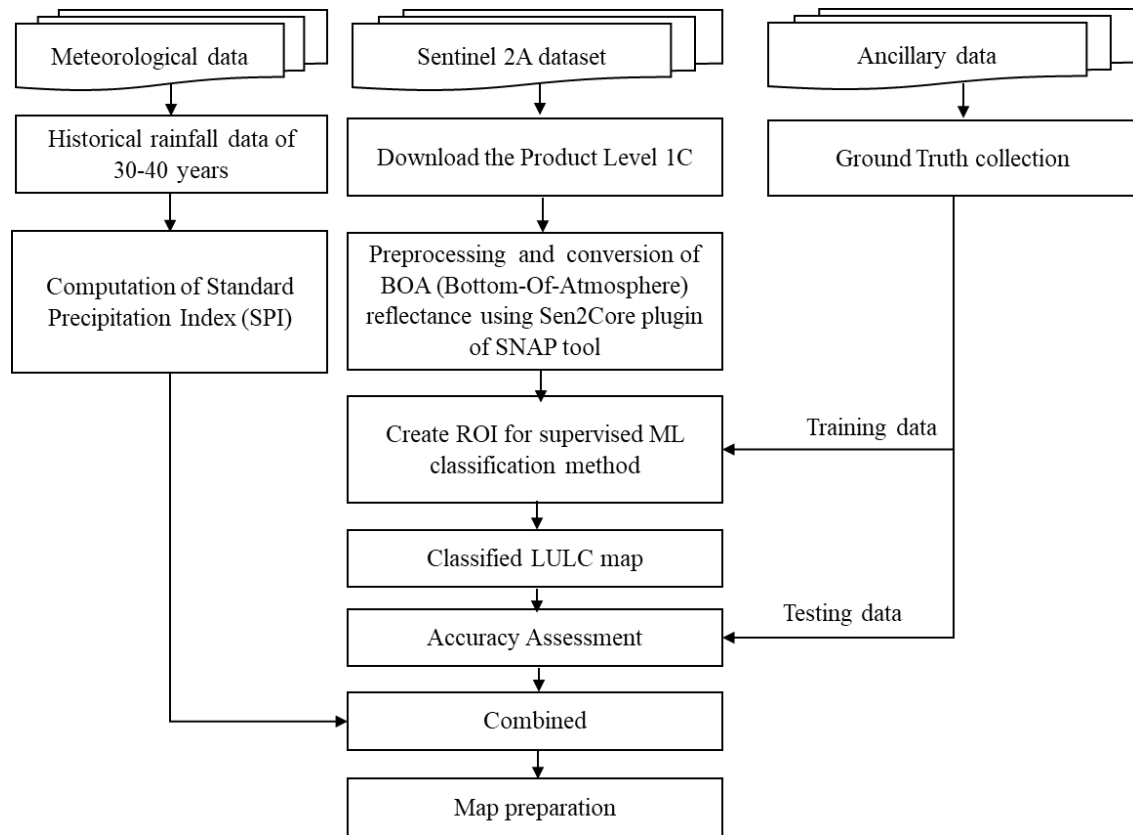 Meteorological data
Sentinel 2A dataset
Ancillary data
Historical rainfall data of
30-40 years
Download the Product Level 1C
Ground Truth collection
Computation of Standard
Precipitation Index (SPI)
Preprocessing and conversion of
BOA (Bottom-Of-Atmosphere)
reflectance using Sen2Core plugin
of SNAP tool
Create ROI for supervised ML
classification method
Training data
Classified LULC map
Accuracy Assessment
Testing data
Combined
Map preparation